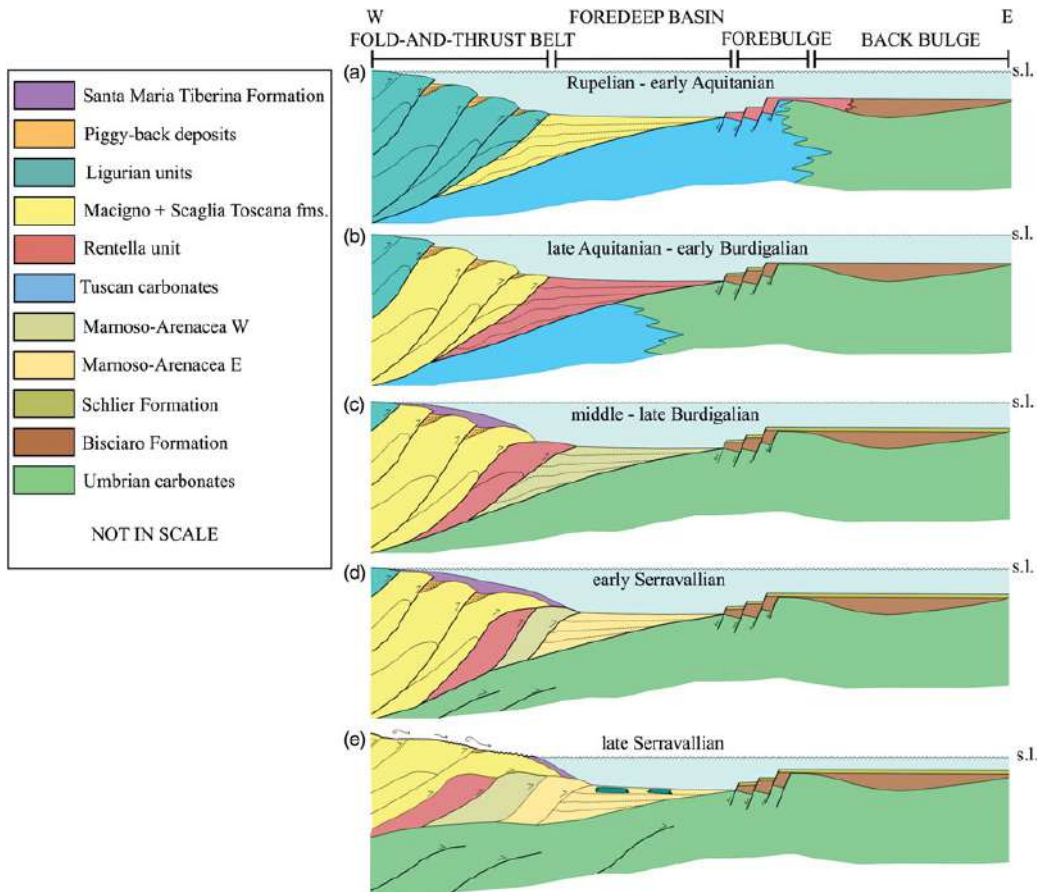 W FOREDEEP BASIN E
FOLD-AND-THRUST BELT FOREBULGE BACK BULGE
(a) Rupelian - early Aquitanian s.l.
Santa Maria Tiberina Formation
Piggy-back deposits
Ligurian units
Macigno + Scaglia Toscana fms.
Rentella unit
Tuscan carbonates
Marnoso-Arenacea W
Marnoso-Arenacea E
Schlier Formation
Bisciaro Formation
Umbrian carbonates
NOT IN SCALE
(b) late Aquitanian - early Burdigalian s.l.
(c) middle - late Burdigalian s.l.
(d) early Serravallian s.l.
(e) late Serravallian s.l.